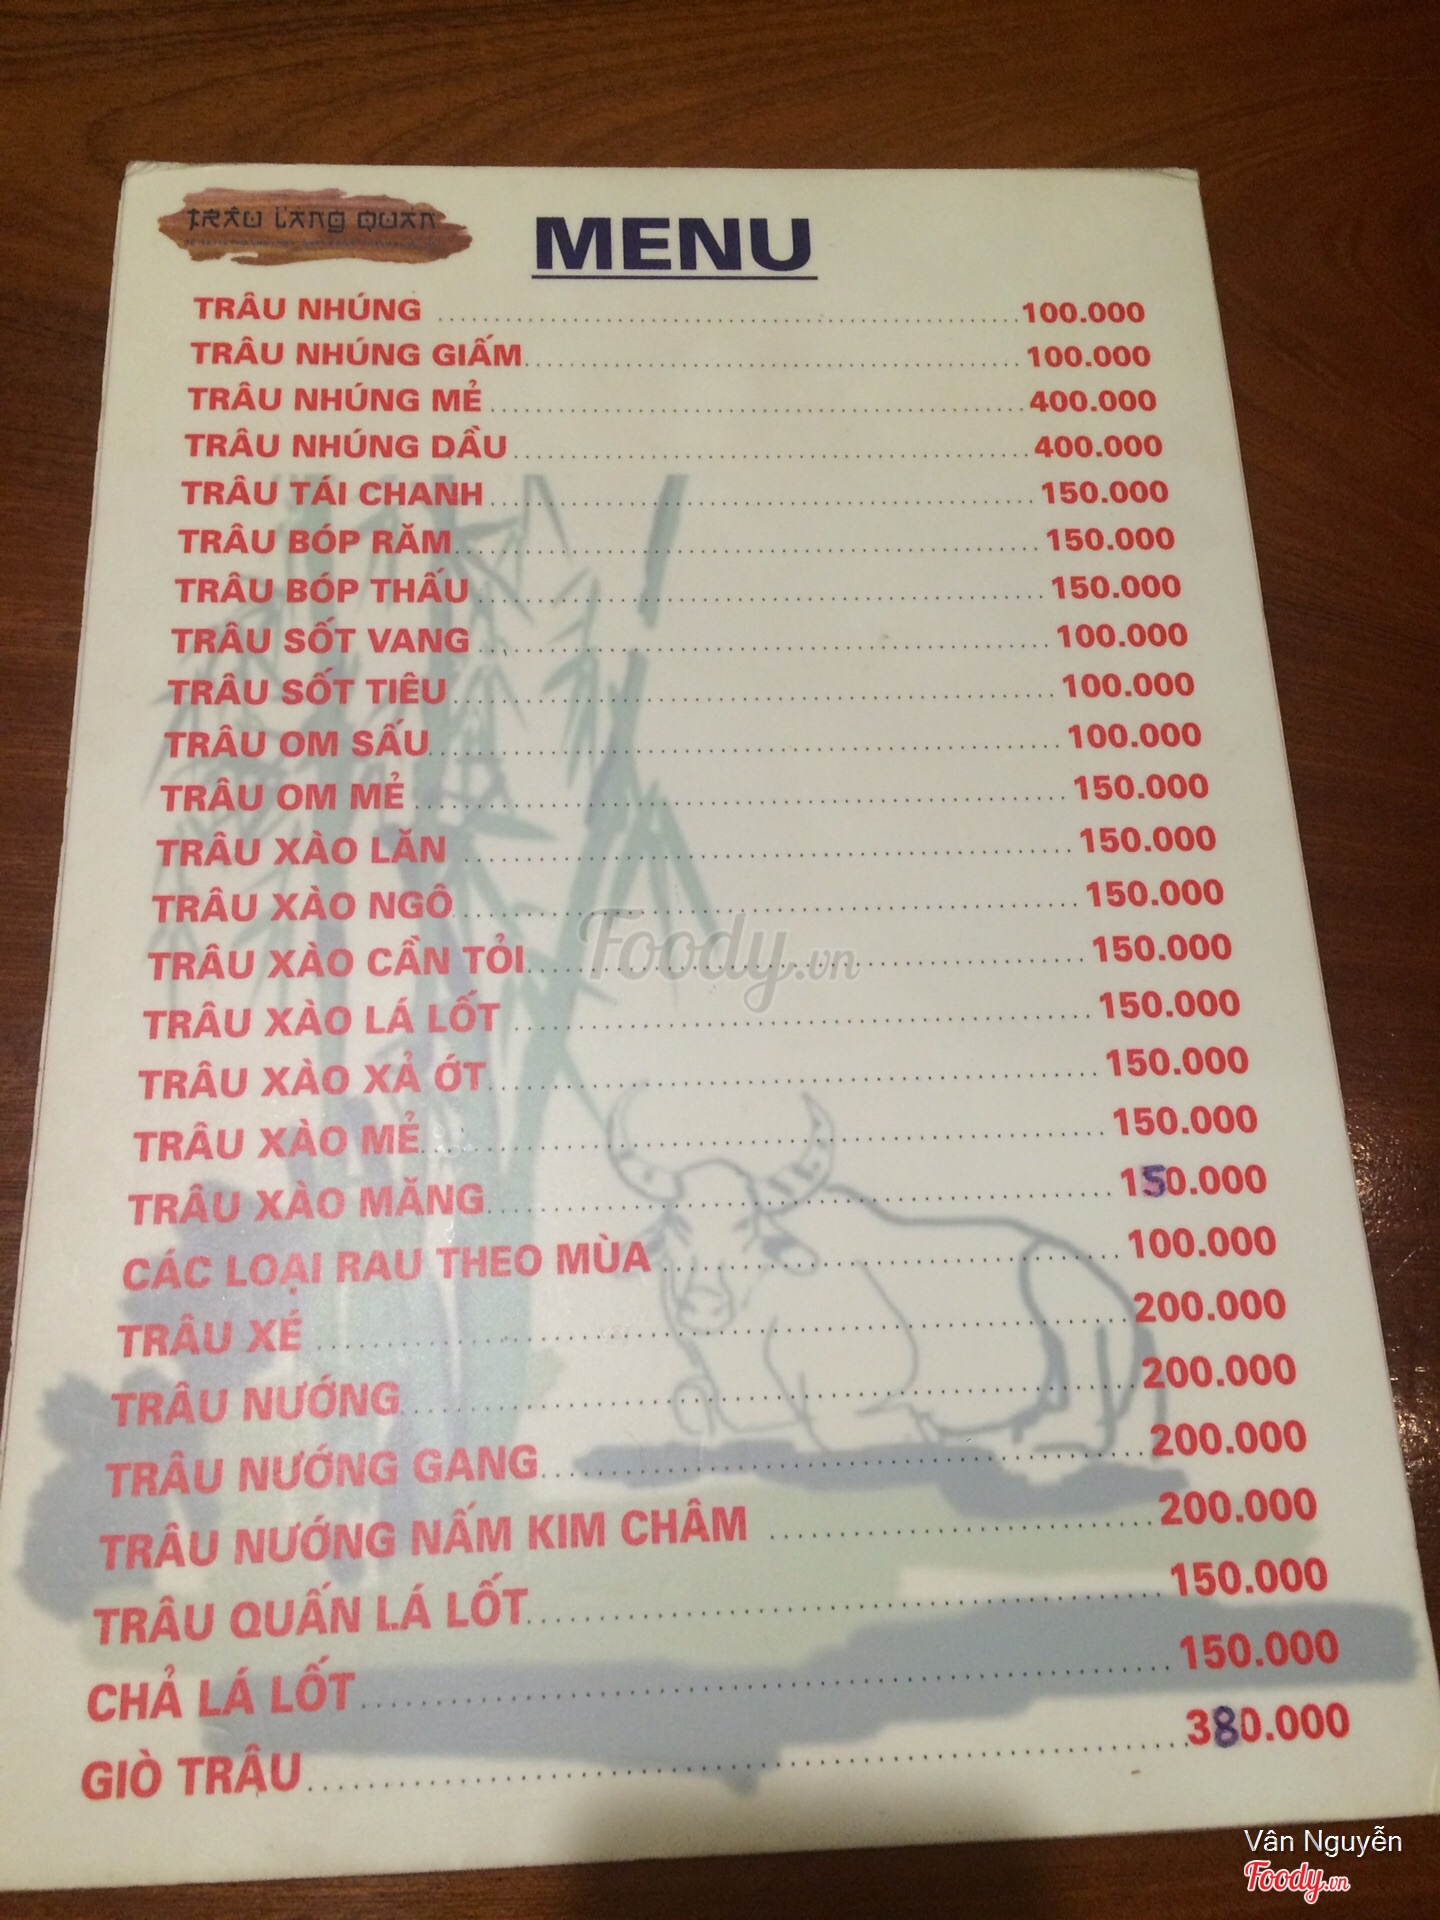 TRÂU LÀNG QUÁN
MENU
TRÂU NHÚNG 100.000
TRÂU NHÚNG GIẤM 100.000
TRÂU NHÚNG MẺ 400.000
TRÂU NHÚNG DẦU 400.000
TRÂU TÁI CHANH 150.000
TRÂU BÓP RĂM 150.000
TRÂU BÓP THẤU 150.000
TRÂU SỐT VANG 100.000
TRÂU SỐT TIÊU 100.000
TRÂU OM SẤU 100.000
TRÂU OM MẺ 150.000
TRÂU XÀO LĂN 150.000
TRÂU XÀO NGÔ 150.000
TRÂU XÀO CẦN TỎI 150.000
TRÂU XÀO LÁ LỐT 150.000
TRÂU XÀO XẢ ỚT 150.000
TRÂU XÀO MẺ 150.000
TRÂU XÀO MĂNG 150.000
CÁC LOẠI RAU THEO MÙA 100.000
TRÂU XÉ 200.000
TRÂU NƯỚNG 200.000
TRÂU NƯỚNG GANG 200.000
TRÂU NƯỚNG NẤM KIM CHÂM 200.000
TRÂU QUẤN LÁ LỐT 150.000
CHẢ LÁ LỐT 150.000
GIÒ TRÂU 380.000
Foody.vn
Vân Nguyễn
Foody.vn